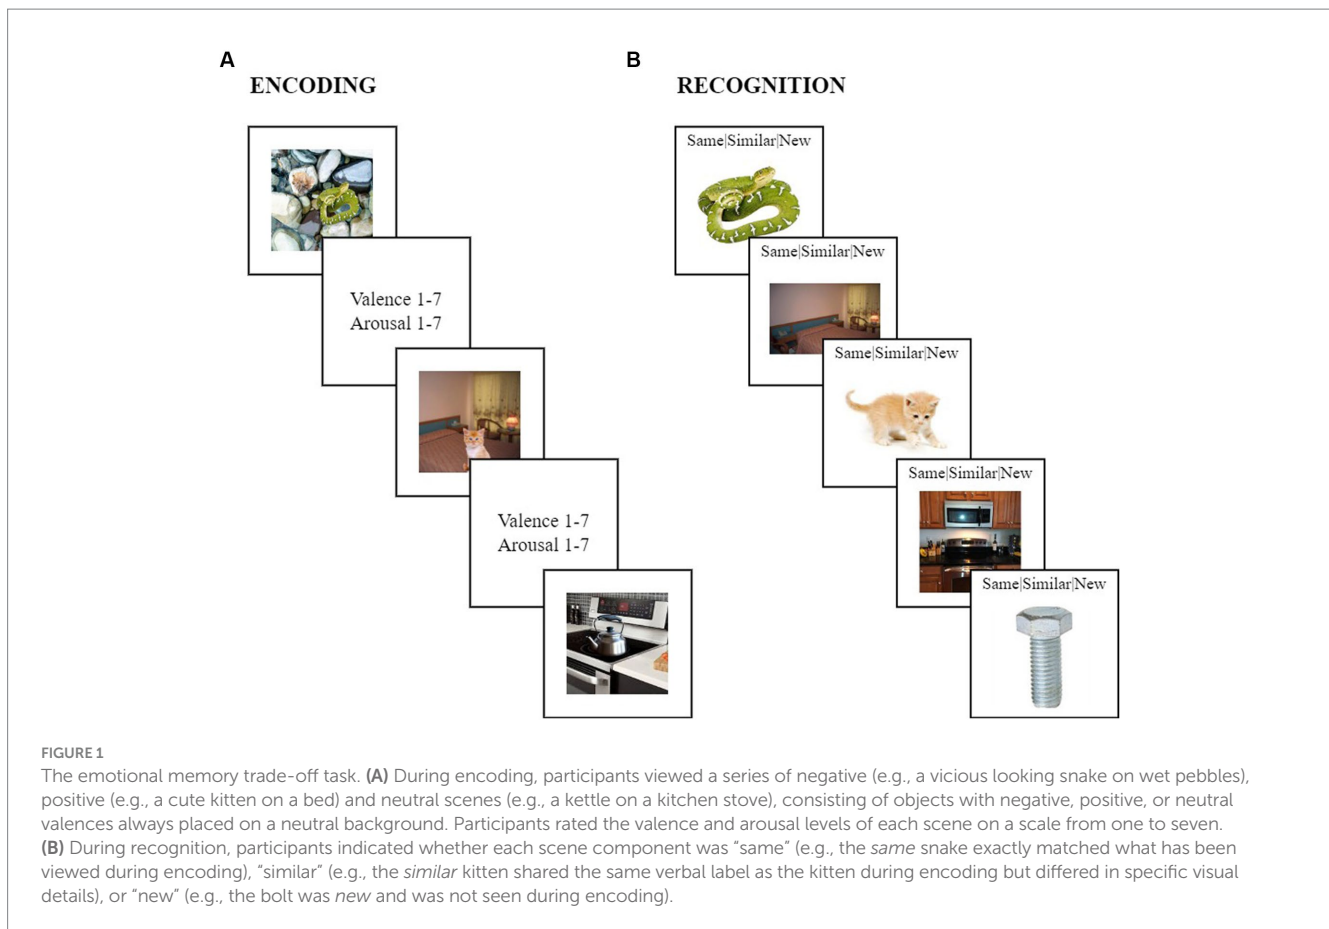 A
ENCODING
Valence 1-7
Arousal 1-7
Valence 1-7
Arousal 1-7
B
RECOGNITION
Same|Similar|New
Same|Similar|New
Same|Similar|New
Same|Similar|New
Same|Similar|New
FIGURE 1
The emotional memory trade-off task. (A) During encoding, participants viewed a series of negative (e.g., a vicious looking snake on wet pebbles),
positive (e.g., a cute kitten on a bed) and neutral scenes (e.g., a kettle on a kitchen stove), consisting of objects with negative, positive, or neutral
valences always placed on a neutral background. Participants rated the valence and arousal levels of each scene on a scale from one to seven.
(B) During recognition, participants indicated whether each scene component was “same” (e.g., the same snake exactly matched what has been
viewed during encoding), “similar” (e.g., the similar kitten shared the same verbal label as the kitten during encoding but differed in specific visual
details), or “new” (e.g., the bolt was new and was not seen during encoding).